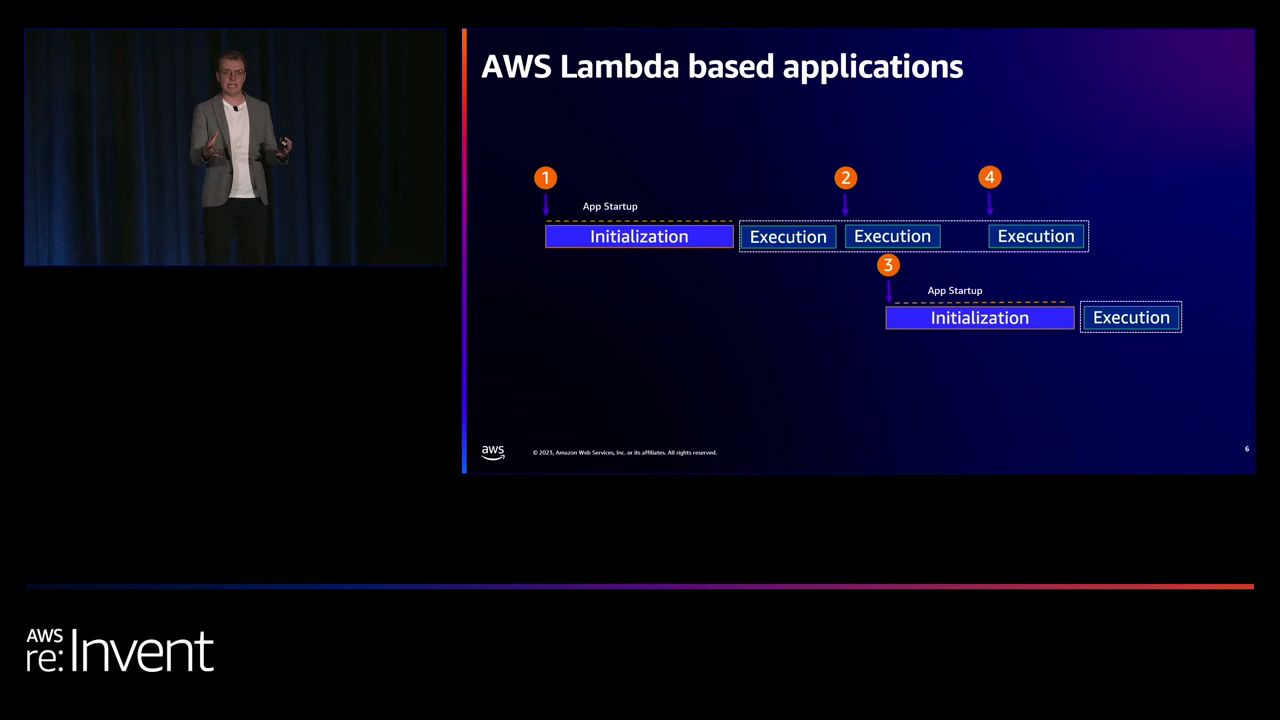 AWS Lambda based applications
1
2
4
App Startup
Initialization
Execution
Execution
Execution
3
App Startup
Initialization
Execution
aws
© 2023, Amazon Web Services, Inc. or its affiliates. All rights reserved.
6
AWS
re:Invent